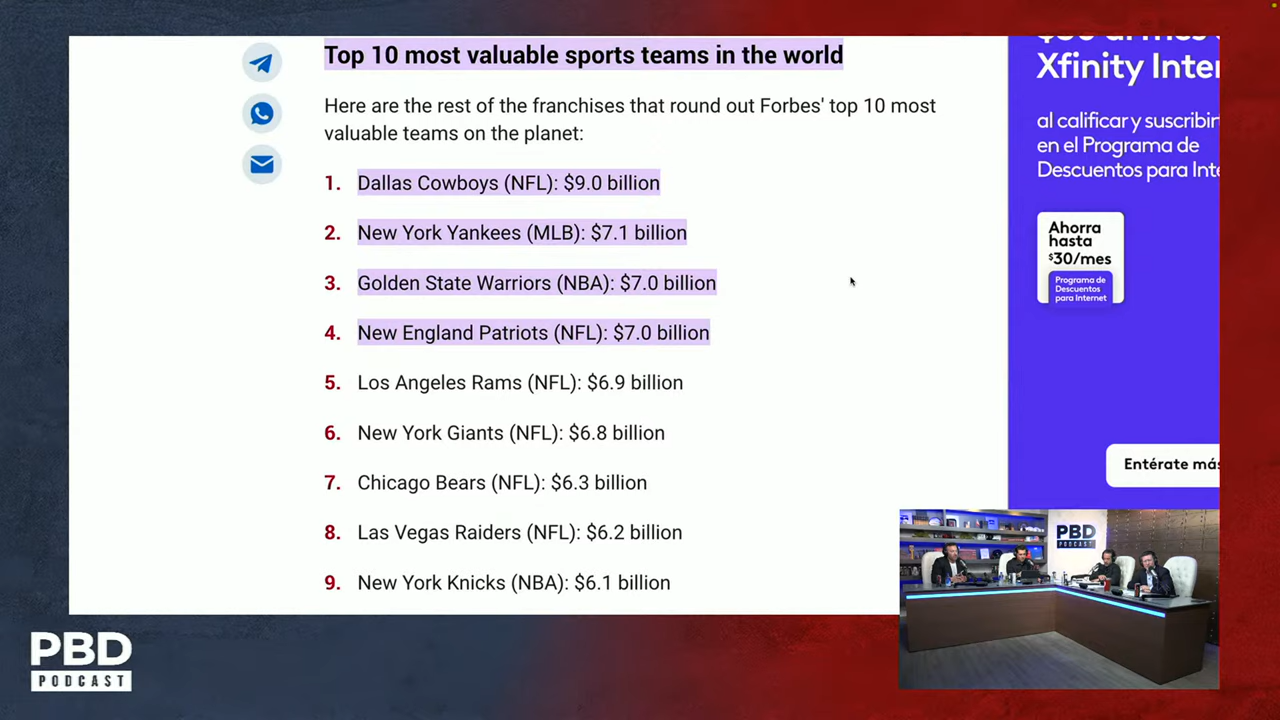 Top 10 most valuable sports teams in the world
Here are the rest of the franchises that round out Forbes' top 10 most
valuable teams on the planet:
1. Dallas Cowboys (NFL): $9.0 billion
2. New York Yankees (MLB): $7.1 billion
3. Golden State Warriors (NBA): $7.0 billion
4. New England Patriots (NFL): $7.0 billion
5. Los Angeles Rams (NFL): $6.9 billion
6. New York Giants (NFL): $6.8 billion
7. Chicago Bears (NFL): $6.3 billion
8. Las Vegas Raiders (NFL): $6.2 billion
9. New York Knicks (NBA): $6.1 billion
Xfinity Inter
al calificar y suscribir
en el Programa de
Descuentos para Inte
Ahorra
hasta
$30/mes
Programa de
Descuentos
para Internet
Entérate más
PBD
PODCAST
PBD
PODCAST